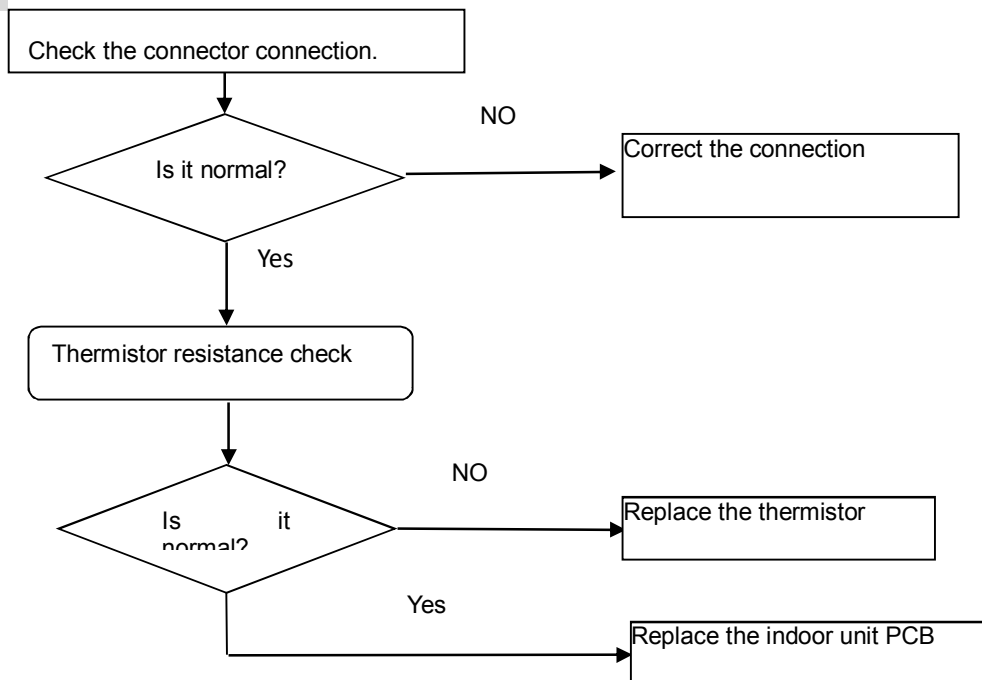 Check the connector connection.
NO
Is it normal?
Correct the connection
Yes
Thermistor resistance check
NO
Is it
normal?
Replace the thermistor
Yes
Replace the indoor unit PCB